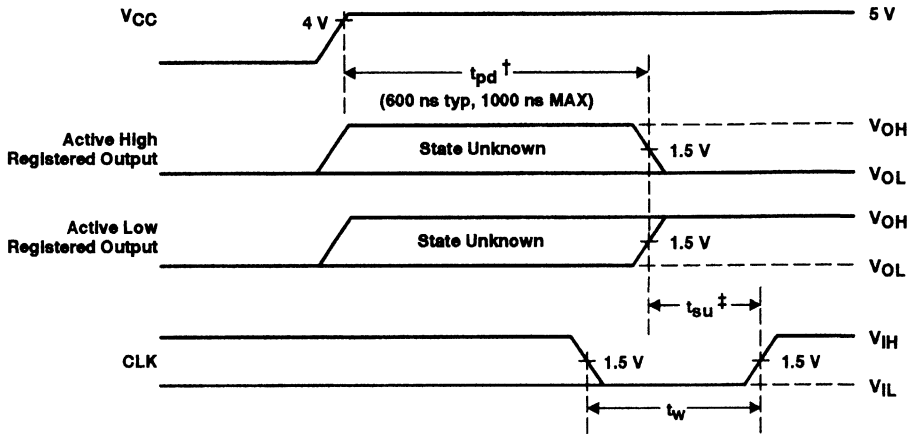 VCC
4 V
5 V
tpd †
(600 ns typ, 1000 ns MAX)
Active High
Registered Output
State Unknown
1.5 V
VOH
VOL
Active Low
Registered Output
State Unknown
1.5 V
VOH
VOL
tsu ‡
CLK
1.5 V
1.5 V
VIH
VIL
tw